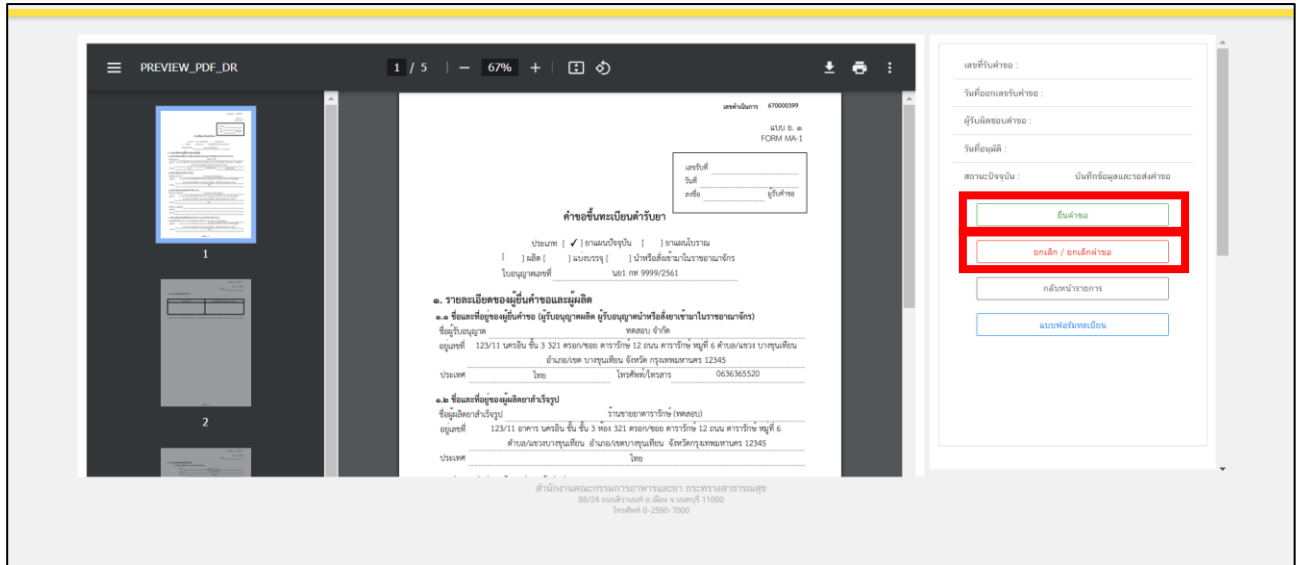 PREVIEW_PDF_DR
1 / 5 | − 67% +
1
2
เลขดำเนินการ 670000399
แบบ ย. ๑
FORM MA-1
เลขรับที่
วันที่
ลงชื่อ ผู้รับคำขอ
คำขอขึ้นทะเบียนตำรับยา
ประเภท [ ✓ ] ยาแผนปัจจุบัน [ ] ยาแผนโบราณ
[ ] ผลิต [ ] แบ่งบรรจุ [ ] นำหรือสั่งเข้ามาในราชอาณาจักร
ใบอนุญาตเลขที่ นย1 กท 9999/2561
๑. รายละเอียดของผู้ยื่นคำขอและผู้ผลิต
๑.๑ ชื่อและที่อยู่ของผู้ยื่นคำขอ (ผู้รับอนุญาตผลิต ผู้รับอนุญาตนำหรือสั่งยาเข้ามาในราชอาณาจักร)
ชื่อผู้รับอนุญาต ทดสอบ จำกัด
อยู่เลขที่ 123/11 นครอิน ชั้น 3 321 ตรอก/ซอย ดารารักษ์ 12 ถนน ดารารักษ์ หมู่ที่ 6 ตำบล/แขวง บางขุนเทียน
อำเภอ/เขต บางขุนเทียน จังหวัด กรุงเทพมหานคร 12345
ประเทศ ไทย โทรศัพท์/โทรสาร 0636365520
๑.๒ ชื่อและที่อยู่ของผู้ผลิตยาสำเร็จรูป
ชื่อผู้ผลิตยาสำเร็จรูป ร้านขายยาดารารักษ์ (ทดสอบ)
อยู่เลขที่ 123/11 อาคาร นครอิน ชั้น ชั้น 3 ห้อง 321 ตรอก/ซอย ดารารักษ์ 12 ถนน ดารารักษ์ หมู่ที่ 6
ตำบล/แขวงบางขุนเทียน อำเภอ/เขตบางขุนเทียน จังหวัดกรุงเทพมหานคร 12345
ประเทศ ไทย
เลขที่รับคำขอ :
วันที่ออกเลขรับคำขอ :
ผู้รับผิดชอบคำขอ :
วันที่อนุมัติ :
สถานะปัจจุบัน : บันทึกข้อมูลและรอส่งคำขอ
ยื่นคำขอ
ยกเลิก / ยกเลิกคำขอ
กลับหน้ารายการ
แบบฟอร์มทะเบียน
สำนักงานคณะกรรมการอาหารและยา กระทรวงสาธารณสุข
88/24 ถนนติวานนท์ อ.เมือง จ.นนทบุรี 11000
โทรศัพท์ 0-2590-7000